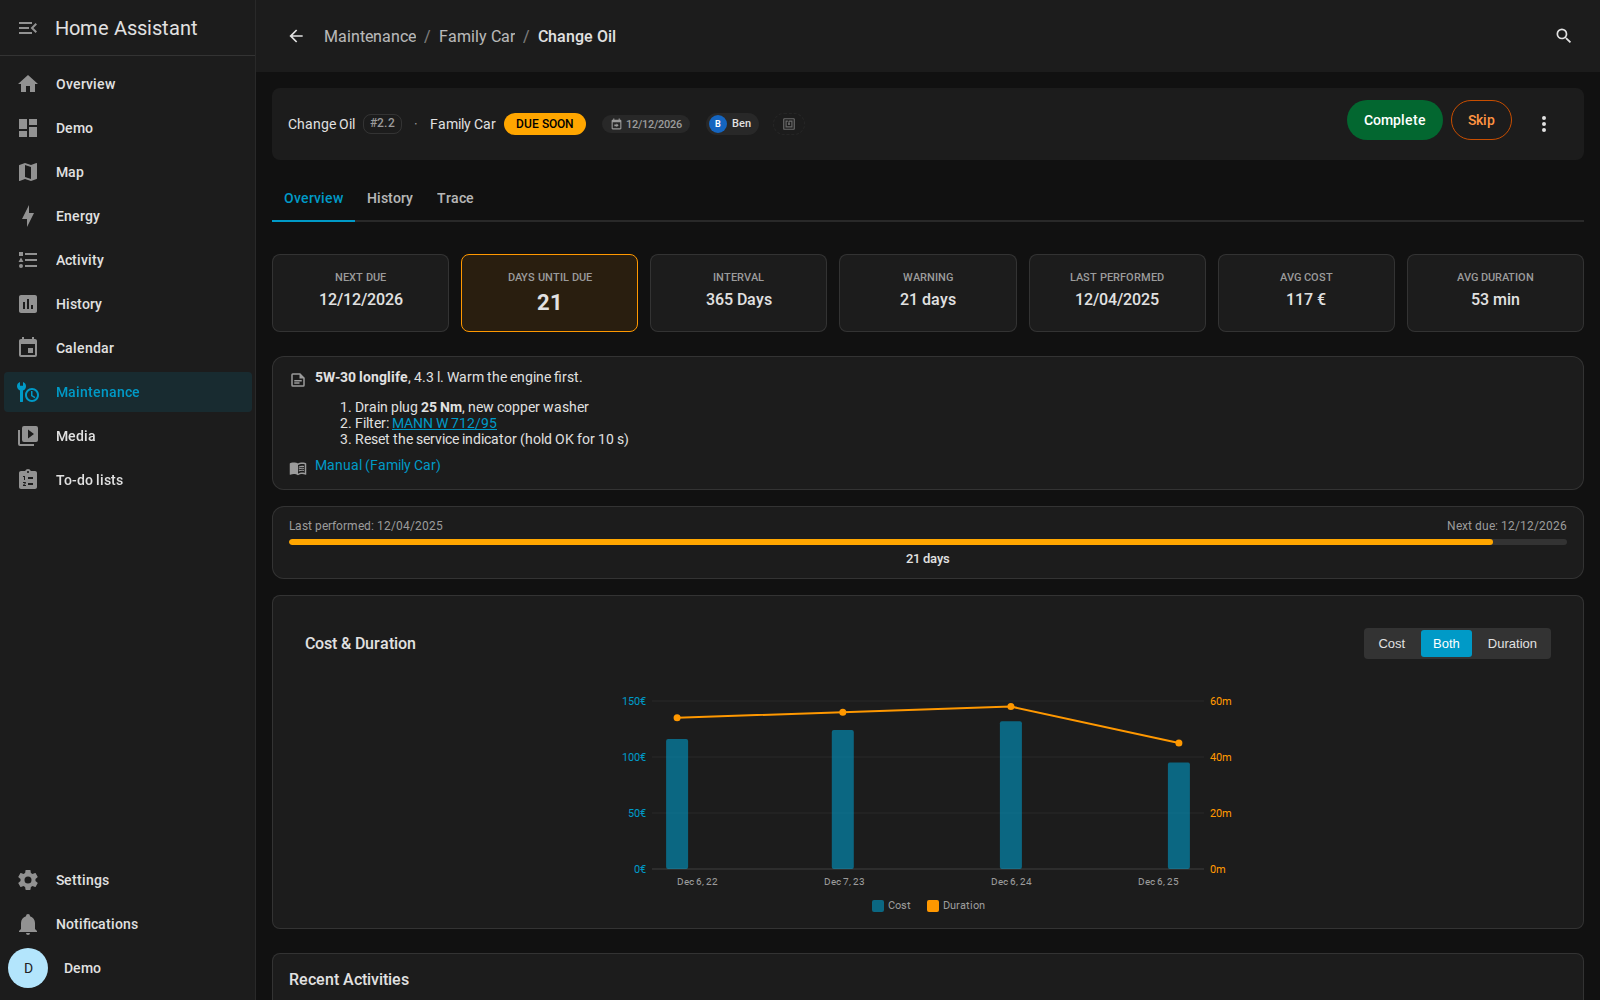 Home Assistant
Overview
Demo
Map
Energy
Activity
History
Calendar
Maintenance
Media
To-do lists
Settings
Notifications
D
Demo
Maintenance / Family Car / Change Oil
Change Oil #2.2 · Family Car DUE SOON 12/12/2026 B Ben
Complete
Skip
Overview
History
Trace
NEXT DUE
12/12/2026
DAYS UNTIL DUE
21
INTERVAL
365 Days
WARNING
21 days
LAST PERFORMED
12/04/2025
AVG COST
117 €
AVG DURATION
53 min
5W-30 longlife, 4.3 l. Warm the engine first.
1. Drain plug 25 Nm, new copper washer
2. Filter: MANN W 712/95
3. Reset the service indicator (hold OK for 10 s)
Manual (Family Car)
Last performed: 12/04/2025
Next due: 12/12/2026
21 days
Cost & Duration
Cost
Both
Duration
150€
100€
50€
0€
60m
40m
20m
0m
Dec 6, 22
Dec 7, 23
Dec 6, 24
Dec 6, 25
Cost
Duration
Recent Activities